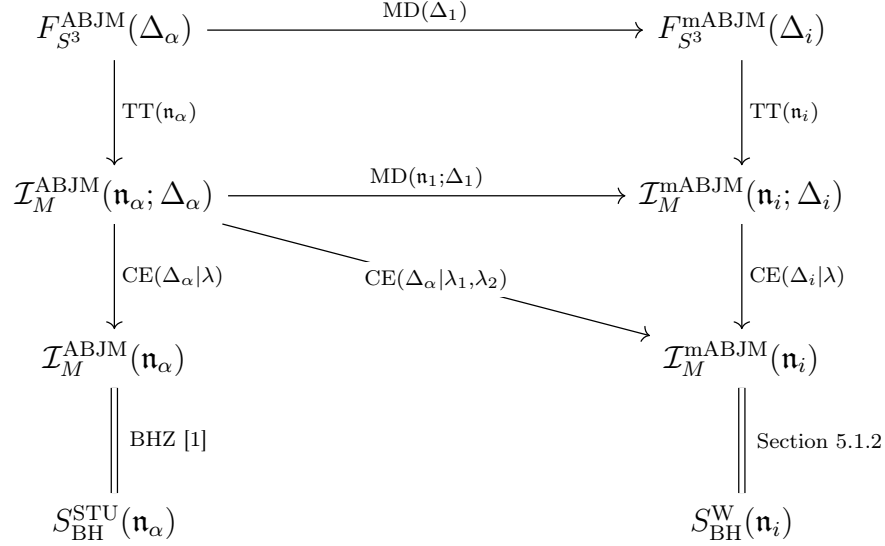 F_{S^3}^{ABJM}(Δ_α) MD(Δ_1) F_{S^3}^{mABJM}(Δ_i)
TT(𝔫_α) TT(𝔫_i)
ℐ_M^{ABJM}(𝔫_α; Δ_α) MD(𝔫_1;Δ_1) ℐ_M^{mABJM}(𝔫_i; Δ_i)
CE(Δ_α|λ) CE(Δ_α|λ_1,λ_2) CE(Δ_i|λ)
ℐ_M^{ABJM}(𝔫_α) ℐ_M^{mABJM}(𝔫_i)
BHZ [1] Section 5.1.2
S_{BH}^{STU}(𝔫_α) S_{BH}^{W}(𝔫_i)